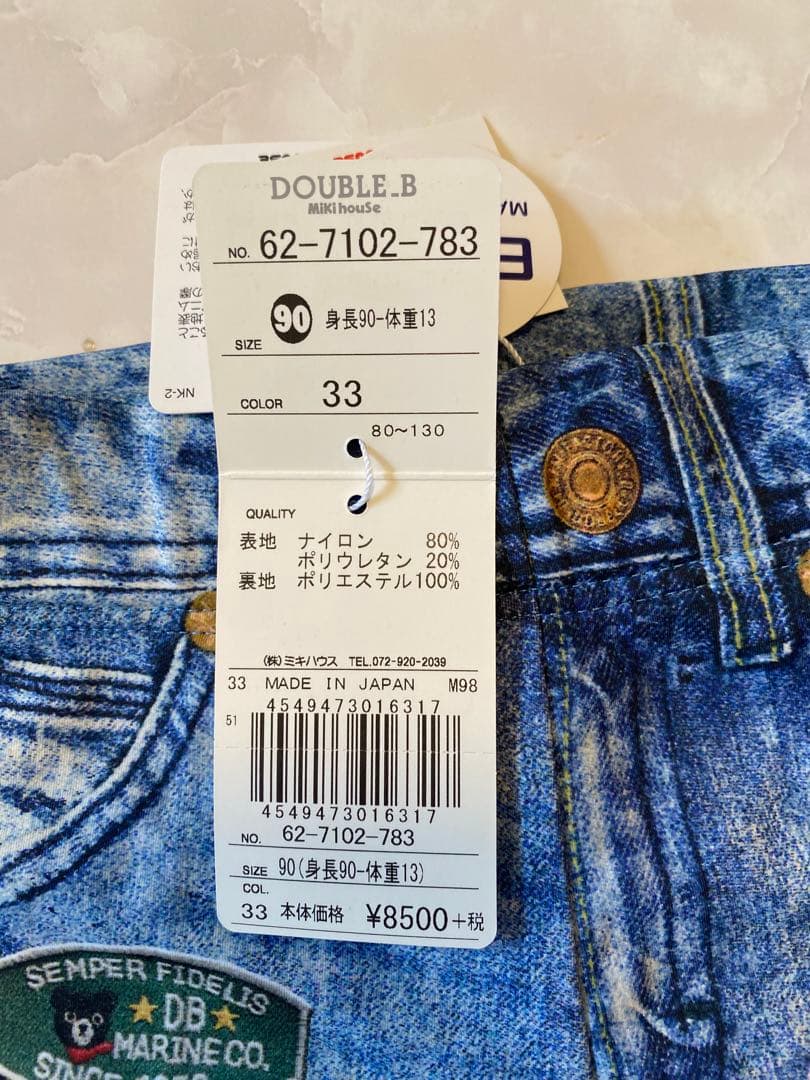 DOUBLE_B
MiKi houSe
NO. 62-7102-783
SIZE 90 身長90-体重13
COLOR 33
80~130
QUALITY
表地 ナイロン 80%
ポリウレタン 20%
裏地 ポリエステル100%
(株)ミキハウス TEL.072-920-2039
33 MADE IN JAPAN M98
4549473016317
51
4549473016317
NO. 62-7102-783
SIZE 90(身長90-体重13)
COL.
33 本体価格 ¥8500+税
NK-2
MA
SEMPER FIDELIS
DB
MARINE CO.